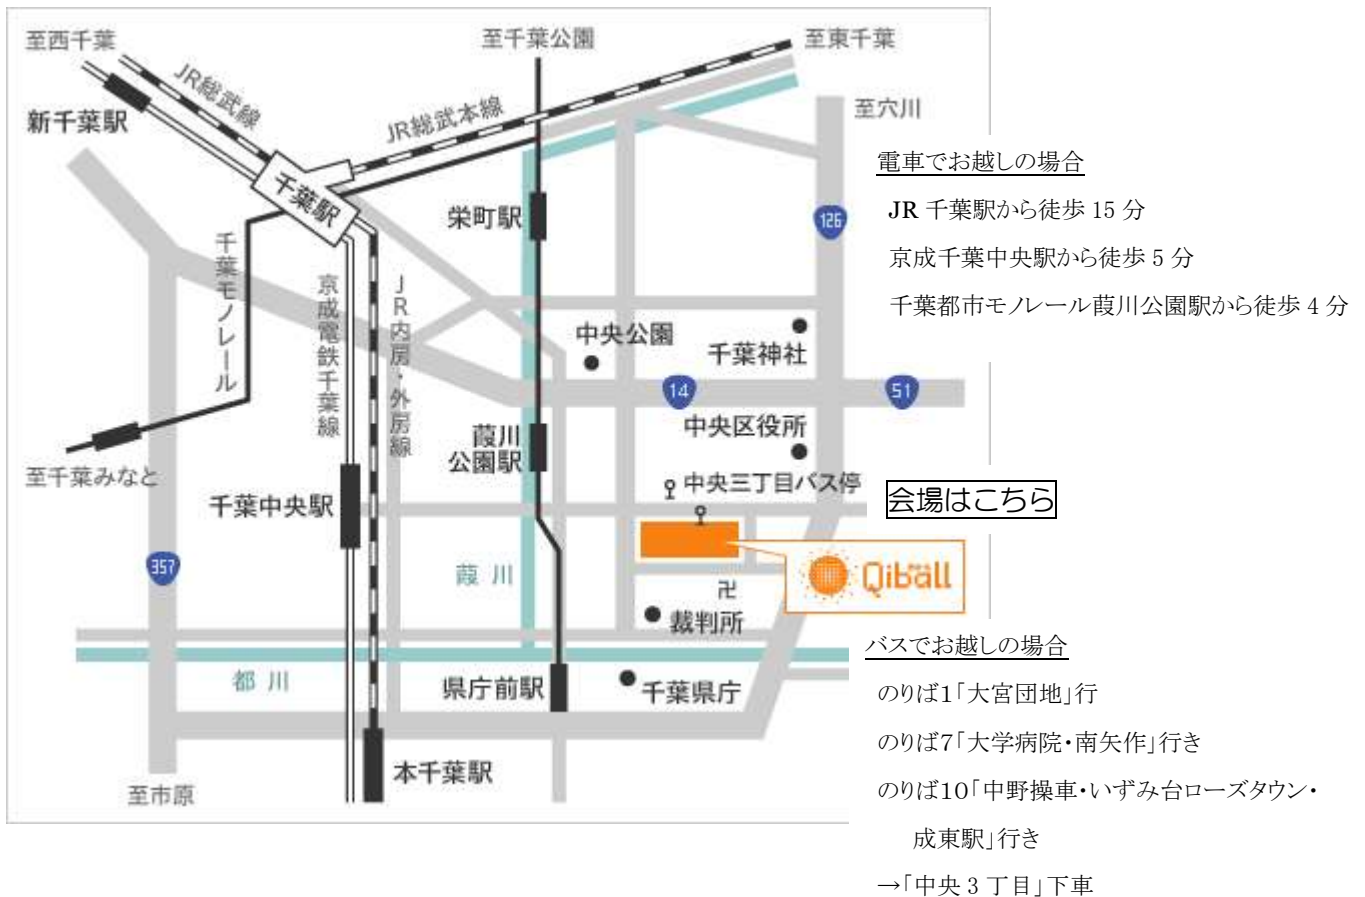 至西千葉
至千葉公園
至東千葉
JR総武線
新千葉駅
JR総武本線
至穴川
千葉駅
栄町駅
126
千葉モノレール
京成電鉄千葉線
JR内房・外房線
中央公園
千葉神社
14
51
中央区役所
葭川
公園駅
至千葉みなと
中央三丁目バス停
千葉中央駅
357
葭川
Qiball
卍
裁判所
都川
県庁前駅
千葉県庁
本千葉駅
至市原
電車でお越しの場合
JR 千葉駅から徒歩 15 分
京成千葉中央駅から徒歩 5 分
千葉都市モノレール葭川公園駅から徒歩 4 分
会場はこちら
バスでお越しの場合
のりば1「大宮団地」行
のりば7「大学病院・南矢作」行き
のりば10「中野操車・いずみ台ローズタウン・
成東駅」行き
→「中央 3 丁目」下車